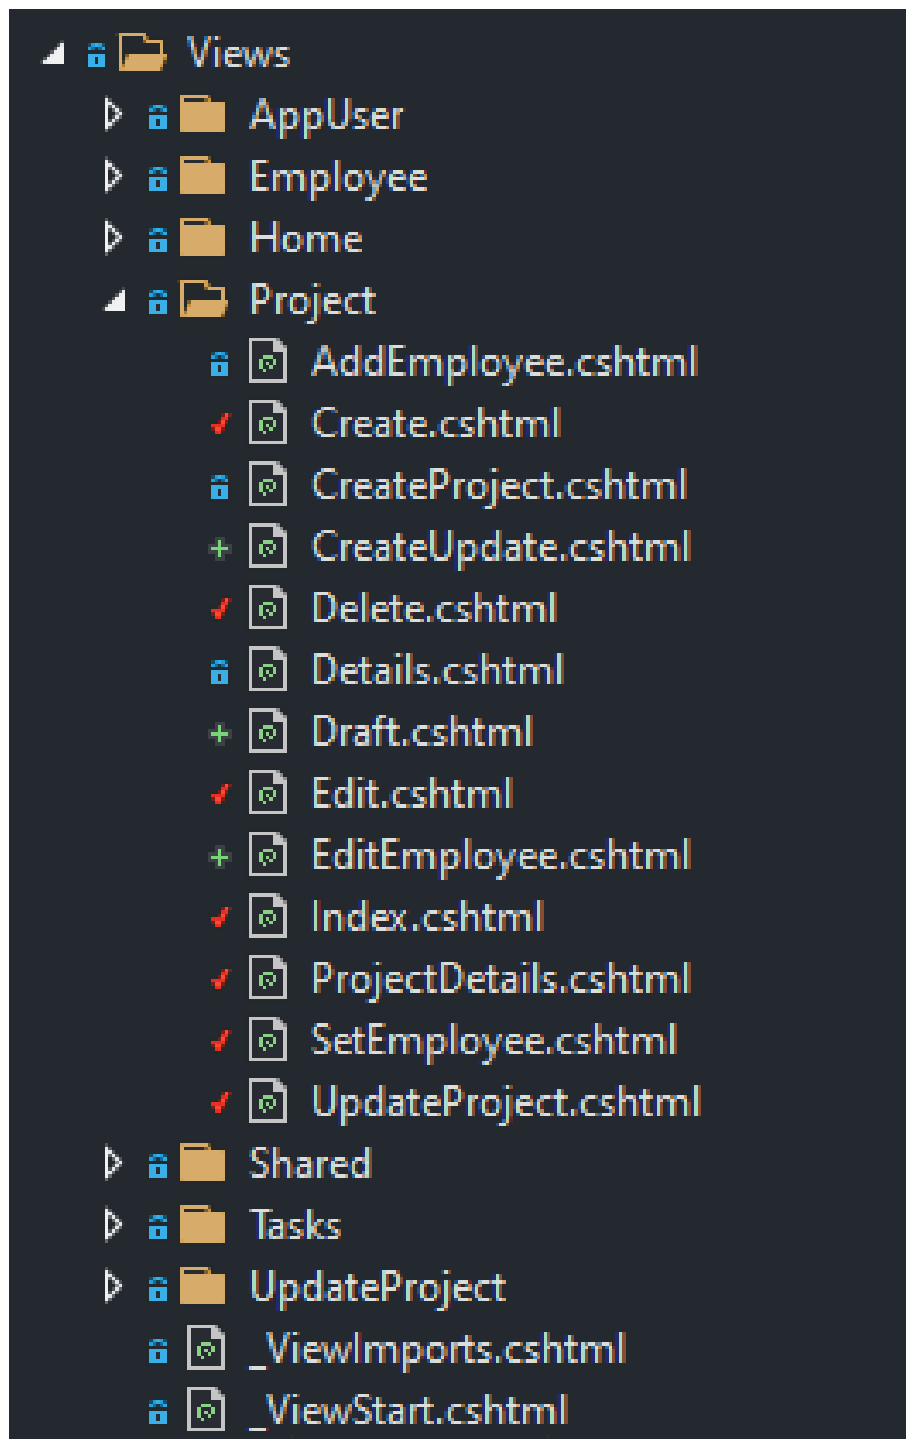 Views
AppUser
Employee
Home
Project
AddEmployee.cshtml
Create.cshtml
CreateProject.cshtml
CreateUpdate.cshtml
Delete.cshtml
Details.cshtml
Draft.cshtml
Edit.cshtml
EditEmployee.cshtml
Index.cshtml
ProjectDetails.cshtml
SetEmployee.cshtml
UpdateProject.cshtml
Shared
Tasks
UpdateProject
_ViewImports.cshtml
_ViewStart.cshtml